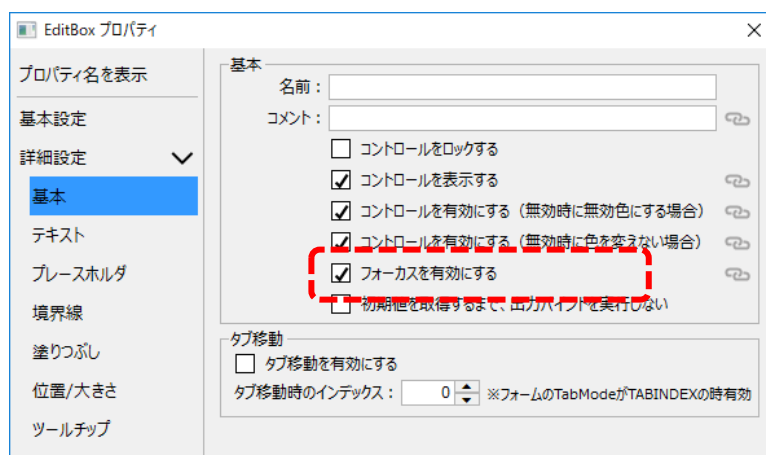 EditBox プロパティ
プロパティ名を表示
基本設定
詳細設定
基本
テキスト
プレースホルダ
境界線
塗りつぶし
位置/大きさ
ツールチップ
基本
名前：
コメント：
コントロールをロックする
コントロールを表示する
コントロールを有効にする（無効時に無効色にする場合）
コントロールを有効にする（無効時に色を変えない場合）
フォーカスを有効にする
初期値を取得するまで、出力パイプトを実行しない
タブ移動
タブ移動を有効にする
タブ移動時のインデックス： 0 ※フォームのTabModeがTABINDEXの時有効